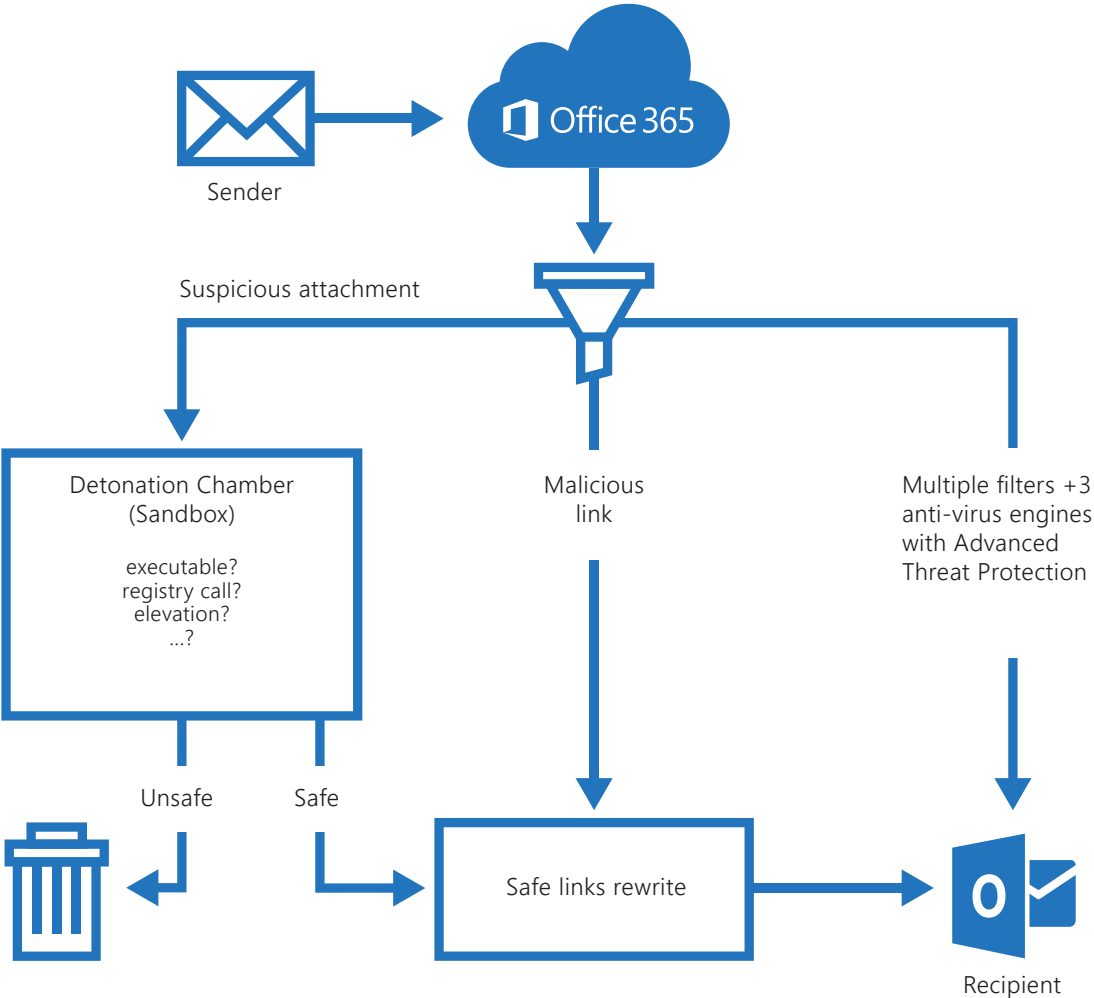 Office 365
Sender
Suspicious attachment
Detonation Chamber
(Sandbox)
executable?
registry call?
elevation?
...?
Malicious
link
Multiple filters +3
anti-virus engines
with Advanced
Threat Protection
Unsafe
Safe
Safe links rewrite
O
Recipient